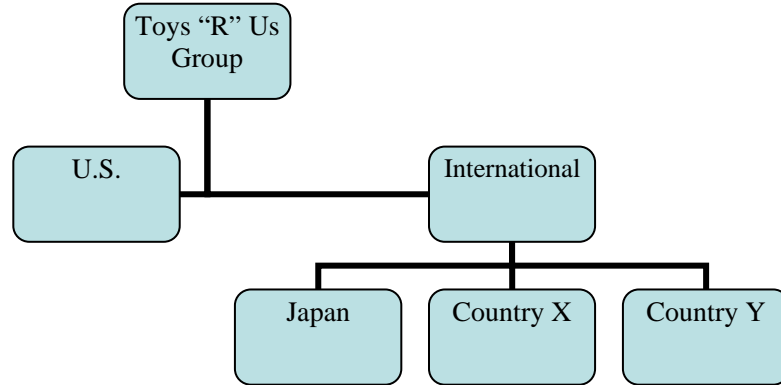 Toys “R” Us
Group
U.S.
International
Japan
Country X
Country Y